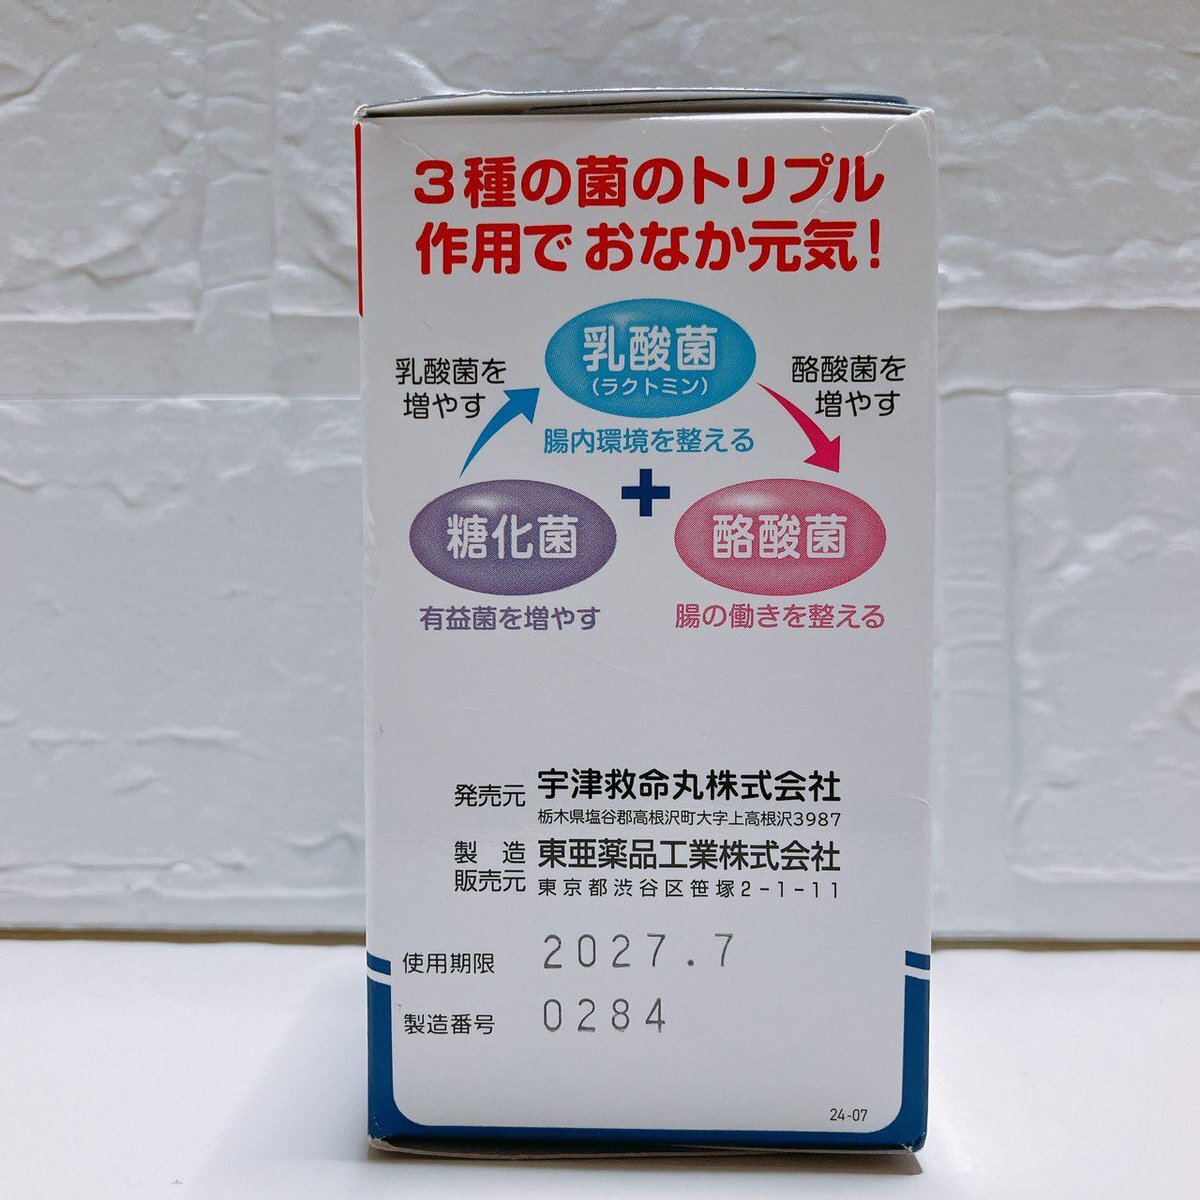 3種の菌のトリプル
作用でおなか元気!
乳酸菌
(ラクトミン)
乳酸菌を
増やす
酪酸菌を
増やす
腸内環境を整える
+
糖化菌
酪酸菌
有益菌を増やす
腸の働きを整える
発売元 宇津救命丸株式会社
栃木県塩谷郡高根沢町大字上高根沢3987
製造
販売元
東亜薬品工業株式会社
東京都渋谷区笹塚2-1-11
使用期限 2027.7
製造番号 0284
24-07